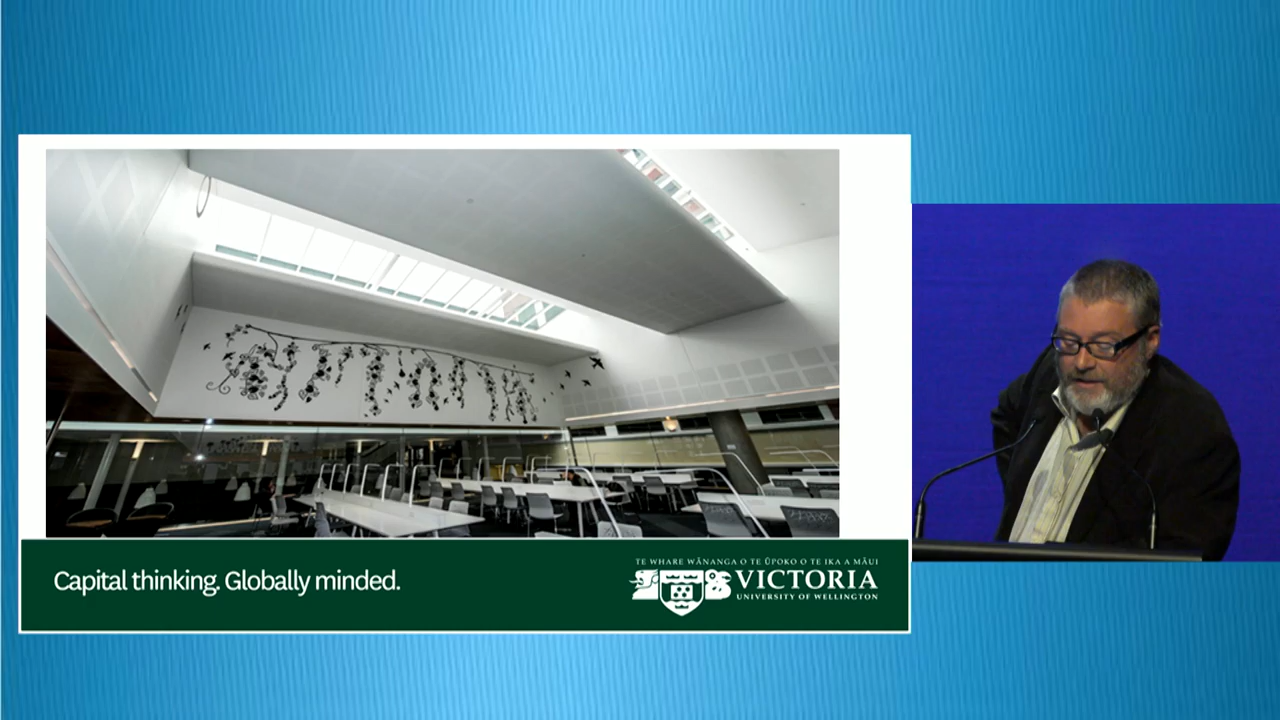 Capital thinking. Globally minded.
TE WHARE WĀNANGA O TE ŪPOKO O TE IKA A MĀUI
VICTORIA
UNIVERSITY OF WELLINGTON